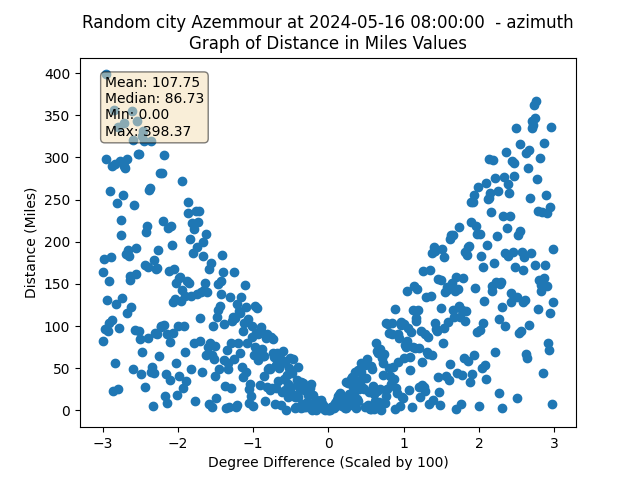 Random city Azemmour at 2024-05-16 08:00:00  - azimuth
Graph of Distance in Miles Values
Mean: 107.75
Median: 86.73
Min: 0.00
Max: 398.37
Distance (Miles)
400
350
300
250
200
150
100
50
0
−3
−2
−1
0
1
2
3
Degree Difference (Scaled by 100)